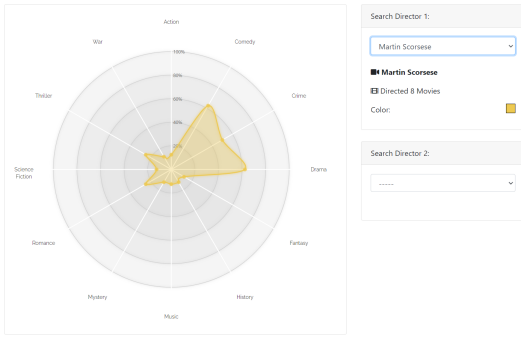 Action
War
Comedy
100%
80%
60%
40%
20%
Thriller
Crime
Science
Fiction
Drama
Romance
Fantasy
Mystery
History
Music
Search Director 1:
Martin Scorsese
Martin Scorsese
Directed 8 Movies
Color:
Search Director 2:
-----